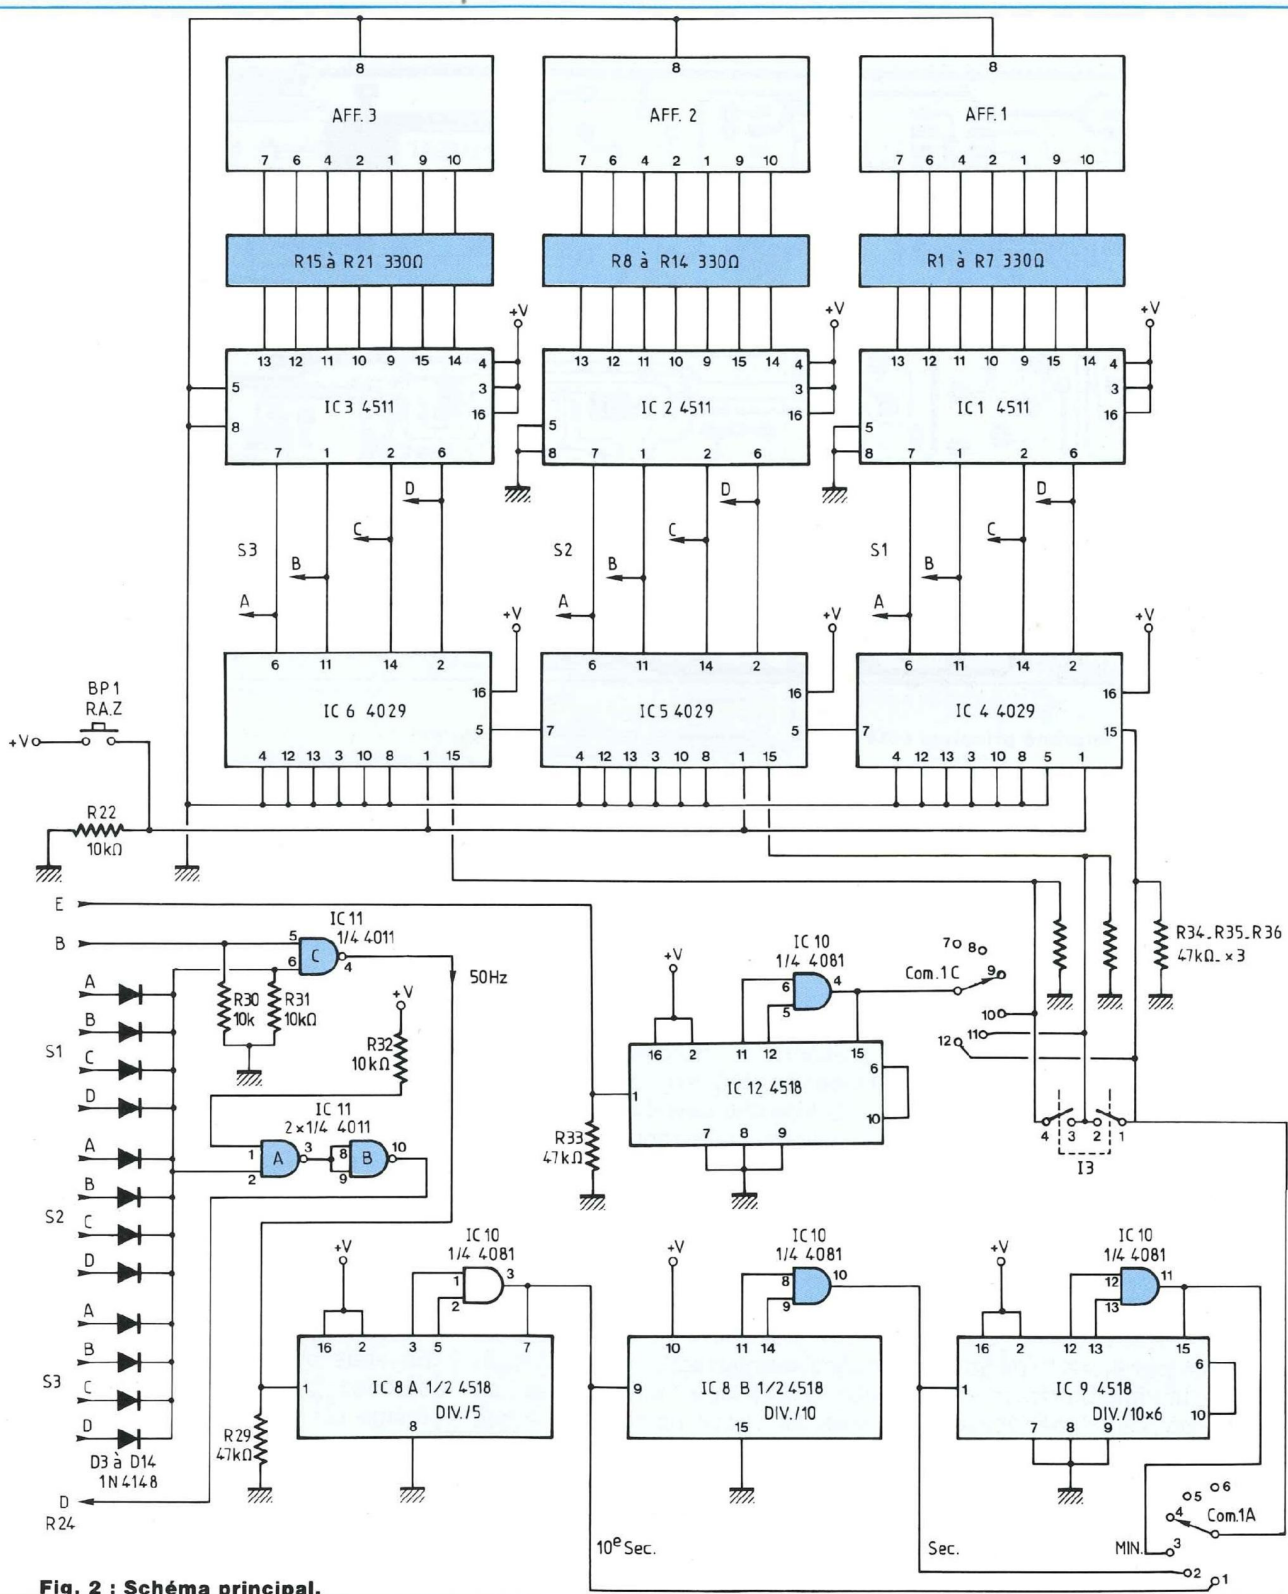 8 8 8
AFF. 3 AFF. 2 AFF. 1
7 6 4 2 1 9 10 7 6 4 2 1 9 10 7 6 4 2 1 9 10
R15 à R21 330Ω R8 à R14 330Ω R1 à R7 330Ω
+V +V +V
13 12 11 10 9 15 14 13 12 11 10 9 15 14 13 12 11 10 9 15 14
4 4 4
5 3 3 3
IC 3 4511 IC 2 4511 IC 1 4511
16 16 16
8 5 5
7 1 2 6 8 7 1 2 6 8 7 1 2 6
D D D
C C C
S3 S2 S1
B B B
A A A
+V +V +V
6 11 14 2 6 11 14 2 6 11 14 2
16 16 16
BP1
R.A.Z
IC 6 4029 IC 5 4029 IC 4 4029
+V 5 7 5 7 15
4 12 13 3 10 8 1 15 4 12 13 3 10 8 1 15 4 12 13 3 10 8 5 1
R22
10kΩ
E
B
IC 11
1/4 4011
5 6 C 4
50Hz
R30
10k
R31
10kΩ
+V
R32
10kΩ
A
B
S1
C
D
IC 11
2×1/4 4011
1 2 A 3 8 9 B 10
A
B
S2
C
D
A
B
S3
C
D
D3 à D14
1N4148
D
R24
R34_R35_R36
47kΩ_ ×3
IC 10
1/4 4081
+V
6 5 4
Com.1C
7 8 9 10 11 12
16 2 11 12 15
6
IC 12 4518
1
10
7 8 9
R33
47kΩ
4 3 2 1
I3
IC 10
1/4 4081
+V
1 2 3
16 2 3 5 7
1
IC 8 A 1/2 4518
DIV./5
8
R29
47kΩ
IC 10
1/4 4081
+V
8 9 10
10 11 14
9
IC 8 B 1/2 4518
DIV./10
15
IC 10
1/4 4081
+V
12 13 11
16 2 12 13 15
6
1
IC 9 4518
DIV./10×6
10
7 8 9
6
5
4
Com.1A
10e Sec.
Sec.
MIN.
3
2
1
Fig. 2 : Schéma principal.